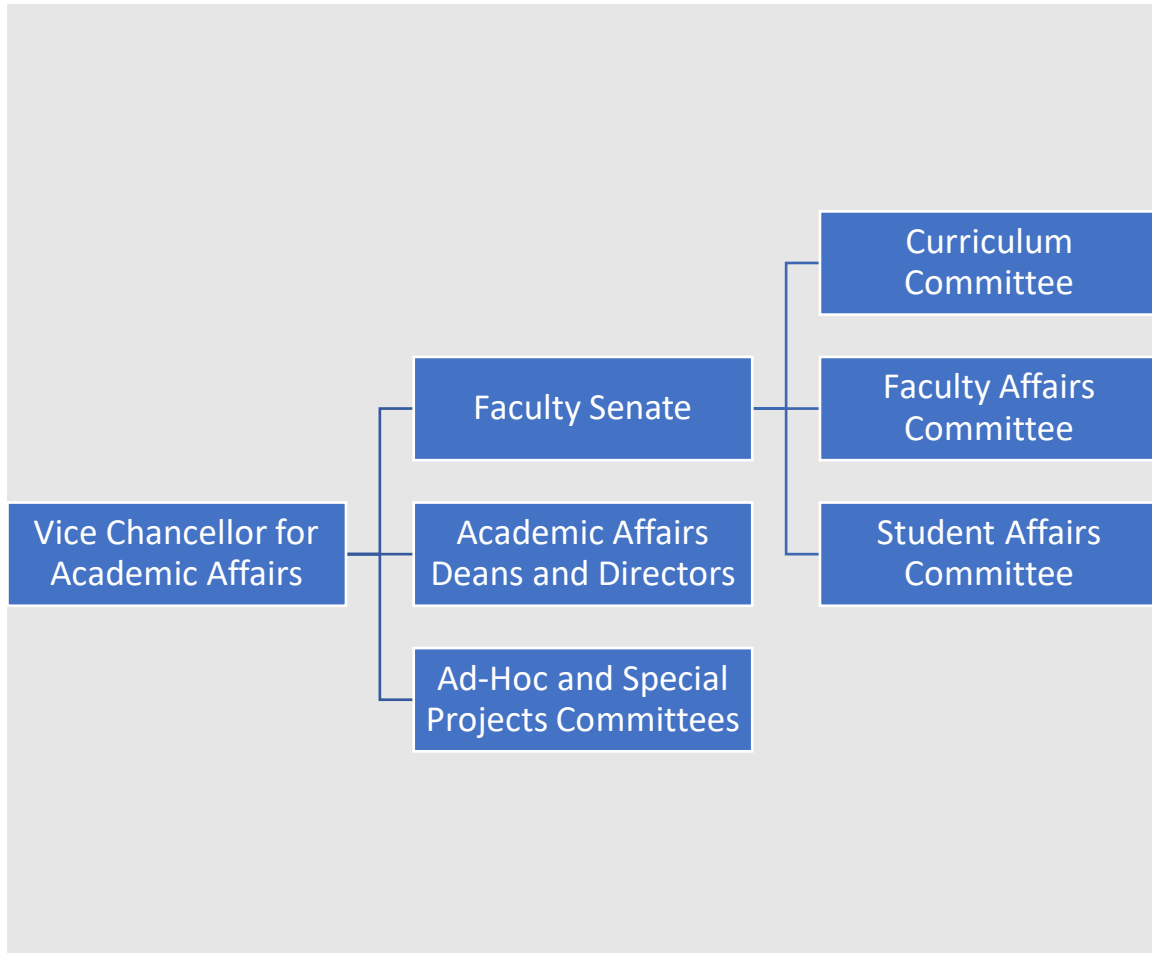 Curriculum
Committee
Faculty Senate
Faculty Affairs
Committee
Vice Chancellor for
Academic Affairs
Academic Affairs
Deans and Directors
Student Affairs
Committee
Ad-Hoc and Special
Projects Committees